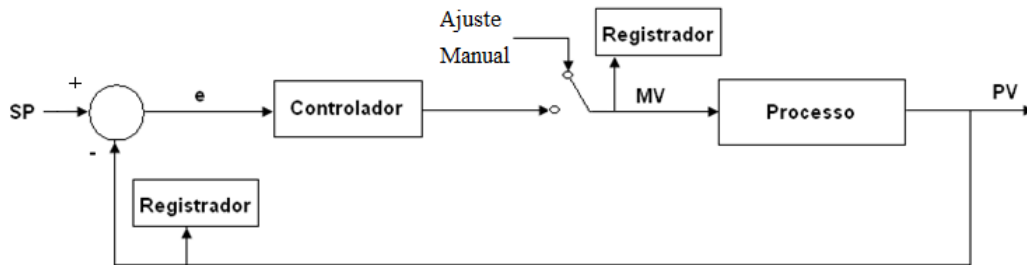 Ajuste
Manual
Registrador
+
SP
e
Controlador
MV
Processo
PV
-
Registrador